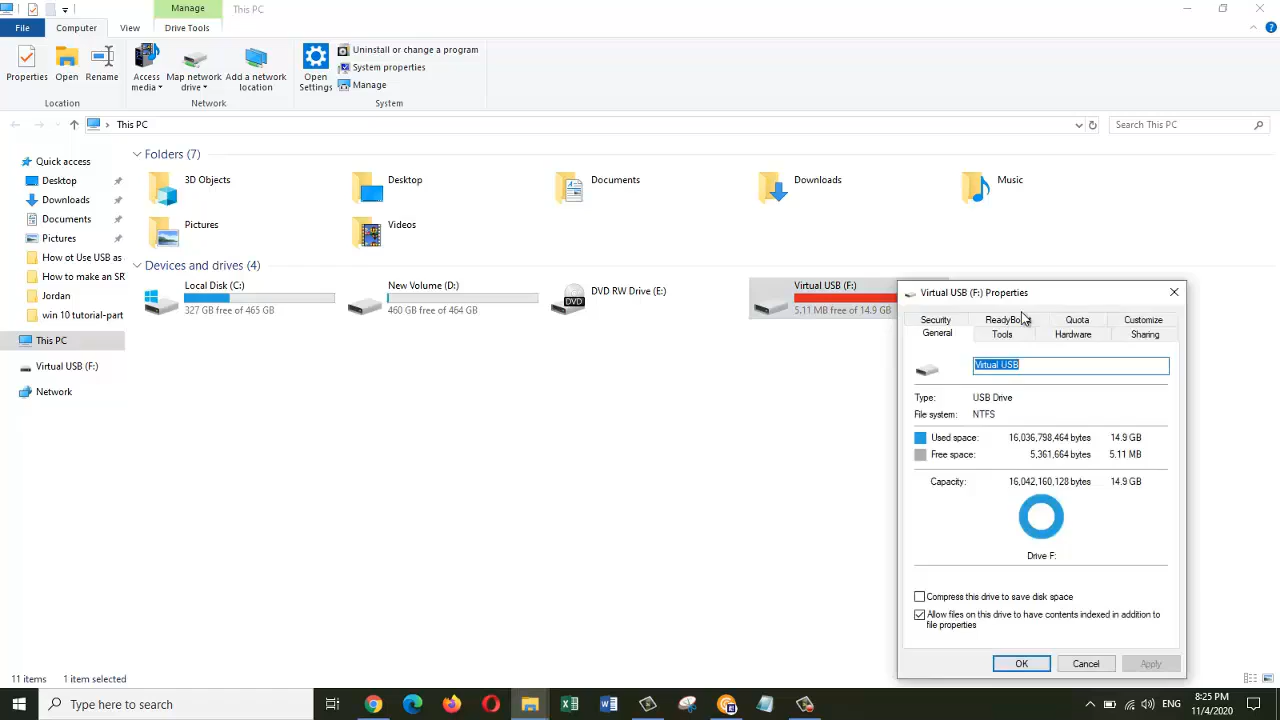 Manage
This PC
File
Computer
View
Drive Tools
Properties
Open
Rename
Access media
Map network drive
Add a network location
Open Settings
Uninstall or change a program
System properties
Manage
Location
Network
System
This PC
Search This PC
Quick access
Desktop
Downloads
Documents
Pictures
How ot Use USB as
How to make an SR
Jordan
win 10 tutorial-part
This PC
Virtual USB (F:)
Network
Folders (7)
3D Objects
Desktop
Documents
Downloads
Music
Pictures
Videos
Devices and drives (4)
Local Disk (C:)
327 GB free of 465 GB
New Volume (D:)
460 GB free of 464 GB
DVD
DVD RW Drive (E:)
Virtual USB (F:)
5.11 MB free of 14.9 GB
Virtual USB (F:) Properties
Security
Quota
Customize
General
Tools
Hardware
Sharing
Virtual USB
Type: USB Drive
File system: NTFS
Used space: 16,036,798,464 bytes 14.9 GB
Free space: 5,361,664 bytes 5.11 MB
Capacity: 16,042,160,128 bytes 14.9 GB
Drive F:
Compress this drive to save disk space
Allow files on this drive to have contents indexed in addition to
file properties
OK
Cancel
Apply
11 items
1 item selected
Type here to search
ENG
8:25 PM
11/4/2020